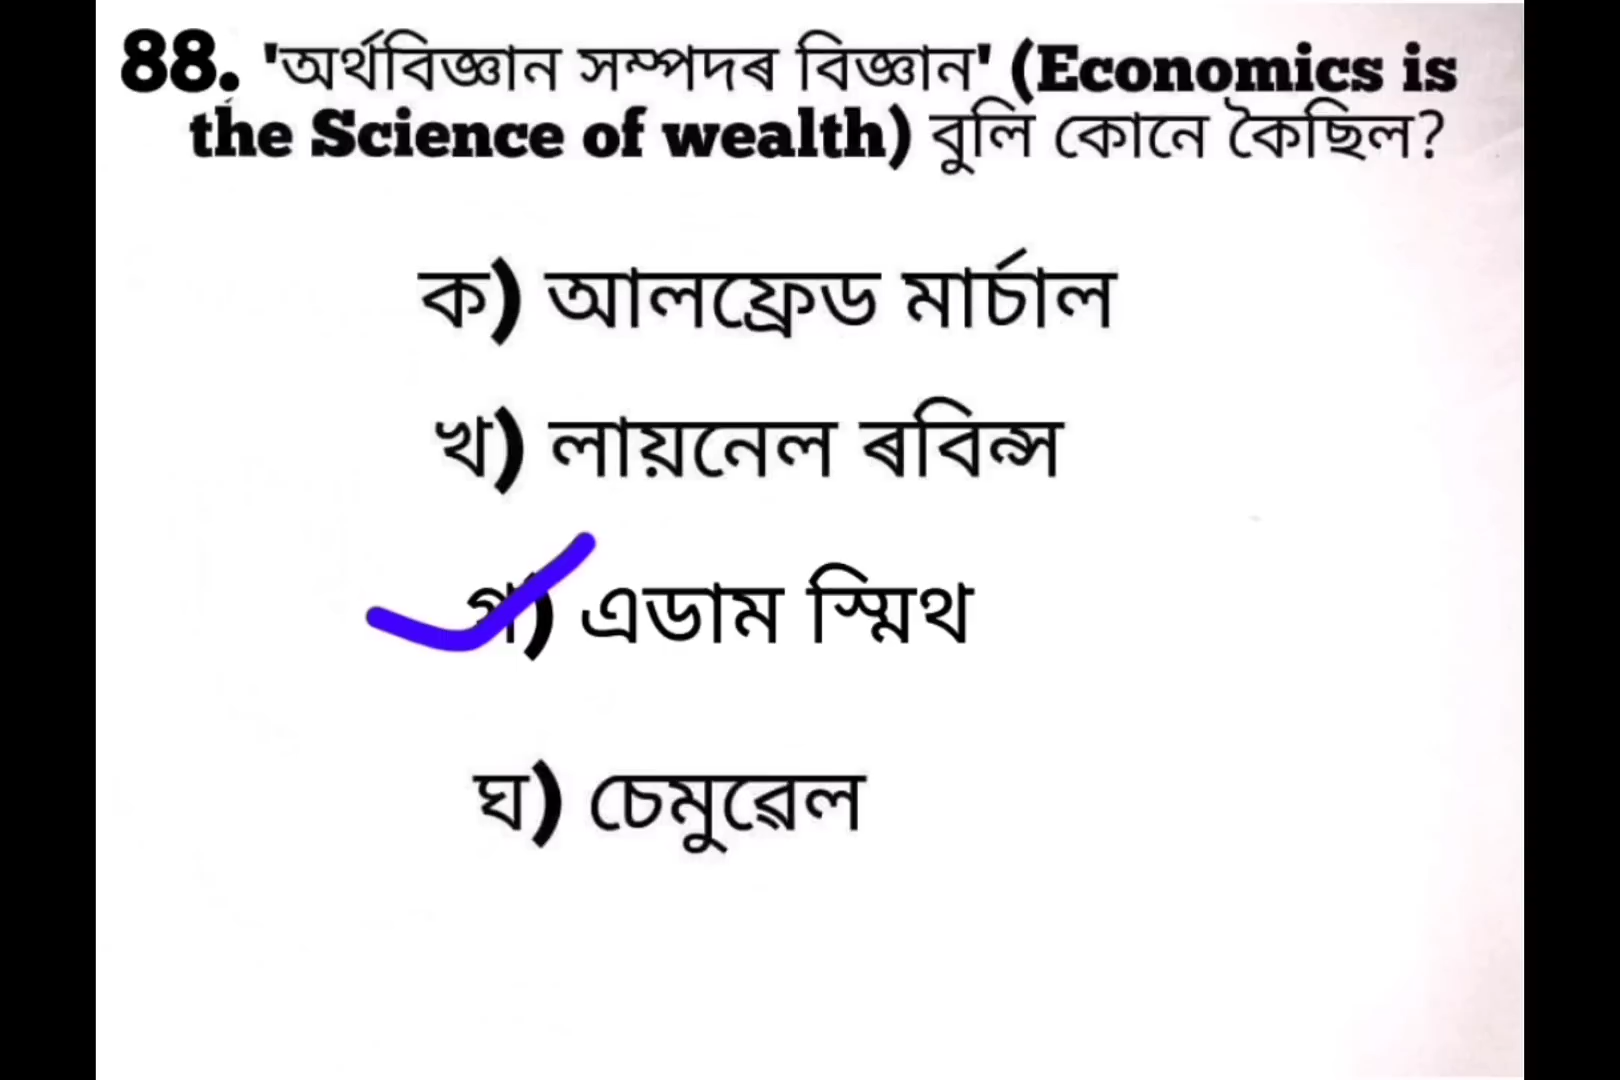 88. 'অৰ্থবিজ্ঞান সম্পদৰ বিজ্ঞান' (Economics is
the Science of wealth) বুলি কোনে কৈছিল?
ক) আলফ্ৰেড মাৰ্চাল
খ) লায়নেল ৰবিন্স
গ) এডাম স্মিথ
ঘ) চেমুৱেল